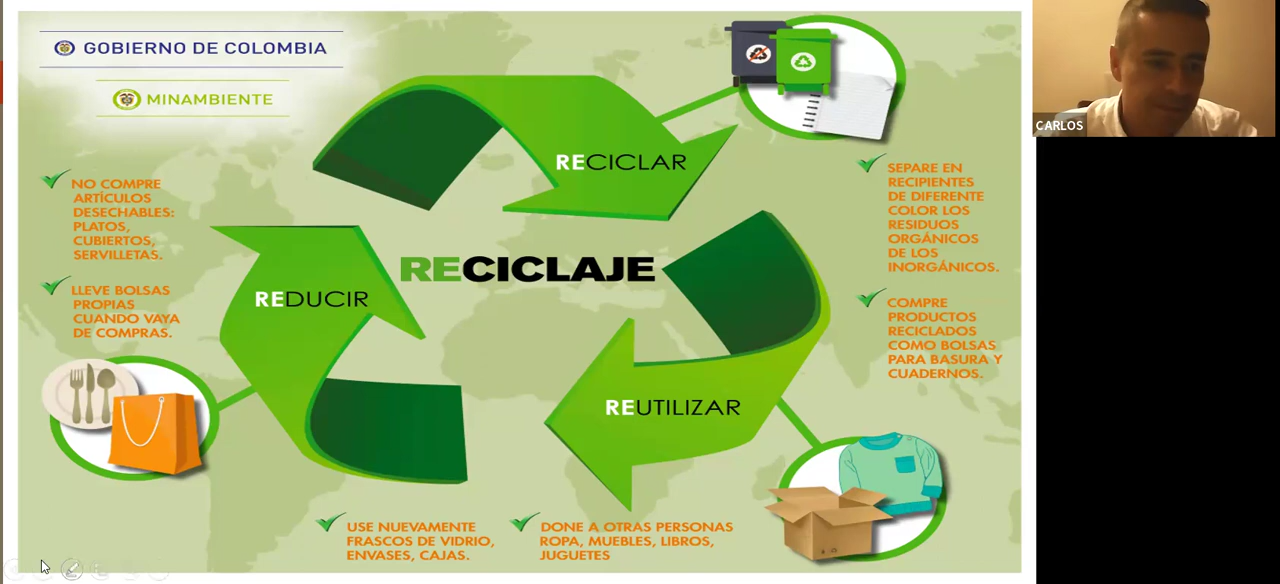 GOBIERNO DE COLOMBIA
MINAMBIENTE
CARLOS
RECICLAR
NO COMPRE
ARTÍCULOS
DESECHABLES:
PLATOS,
CUBIERTOS,
SERVILLETAS.
LLEVE BOLSAS
PROPIAS
CUANDO VAYA
DE COMPRAS.
RECICLAJE
REDUCIR
SEPARE EN
RECIPIENTES
DE DIFERENTE
COLOR LOS
RESIDUOS
ORGÁNICOS
DE LOS
INORGÁNICOS.
COMPRE
PRODUCTOS
RECICLADOS
COMO BOLSAS
PARA BASURA Y
CUADERNOS.
REUTILIZAR
USE NUEVAMENTE
FRASCOS DE VIDRIO,
ENVASES, CAJAS.
DONE A OTRAS PERSONAS
ROPA, MUEBLES, LIBROS,
JUGUETES